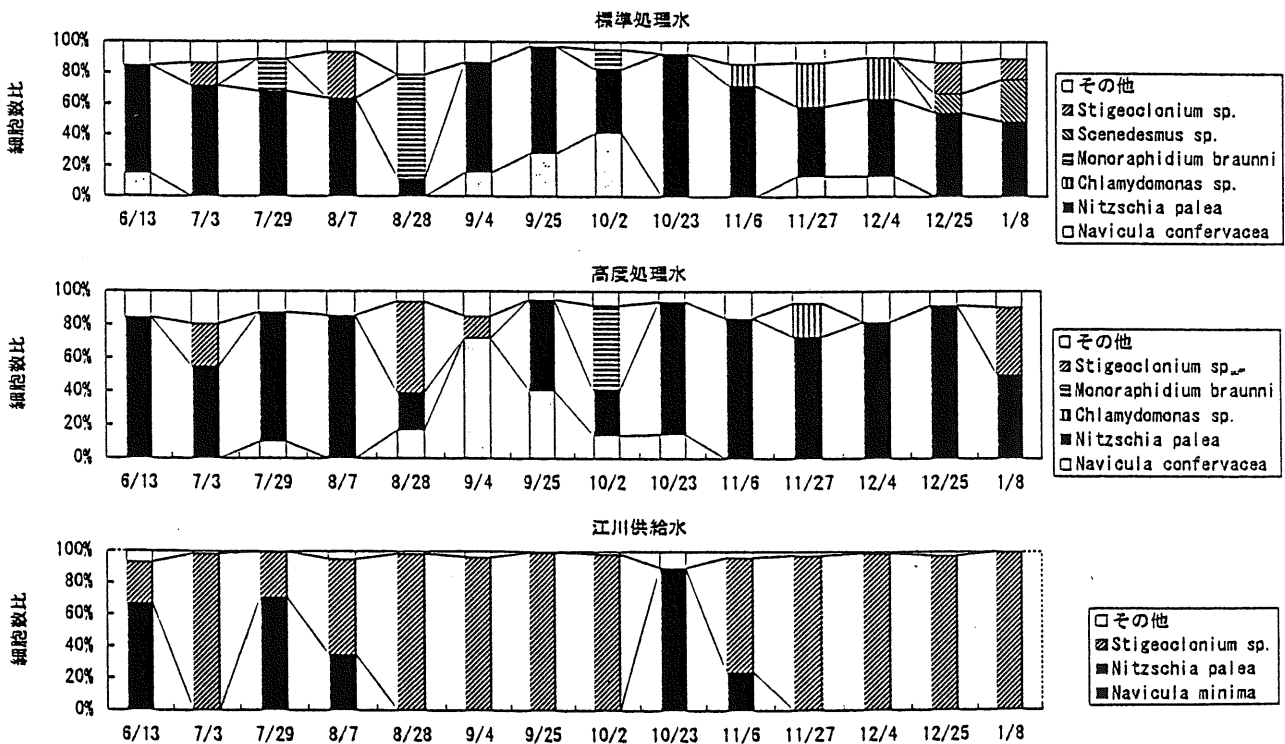 標準処理水
細胞数比
100%
80%
60%
40%
20%
0%
6/13 7/3 7/29 8/7 8/28 9/4 9/25 10/2 10/23 11/6 11/27 12/4 12/25 1/8
その他
Stigeoclonium sp.
Scenedesmus sp.
Monoraphidium braunni
Chlamydomonas sp.
Nitzschia palea
Navicula confervacea
高度処理水
細胞数比
100%
80%
60%
40%
20%
0%
6/13 7/3 7/29 8/7 8/28 9/4 9/25 10/2 10/23 11/6 11/27 12/4 12/25 1/8
その他
Stigeoclonium sp.
Monoraphidium braunni
Chlamydomonas sp.
Nitzschia palea
Navicula confervacea
江川供給水
細胞数比
100%
80%
60%
40%
20%
0%
6/13 7/3 7/29 8/7 8/28 9/4 9/25 10/2 10/23 11/6 11/27 12/4 12/25 1/8
その他
Stigeoclonium sp.
Nitzschia palea
Navicula minima